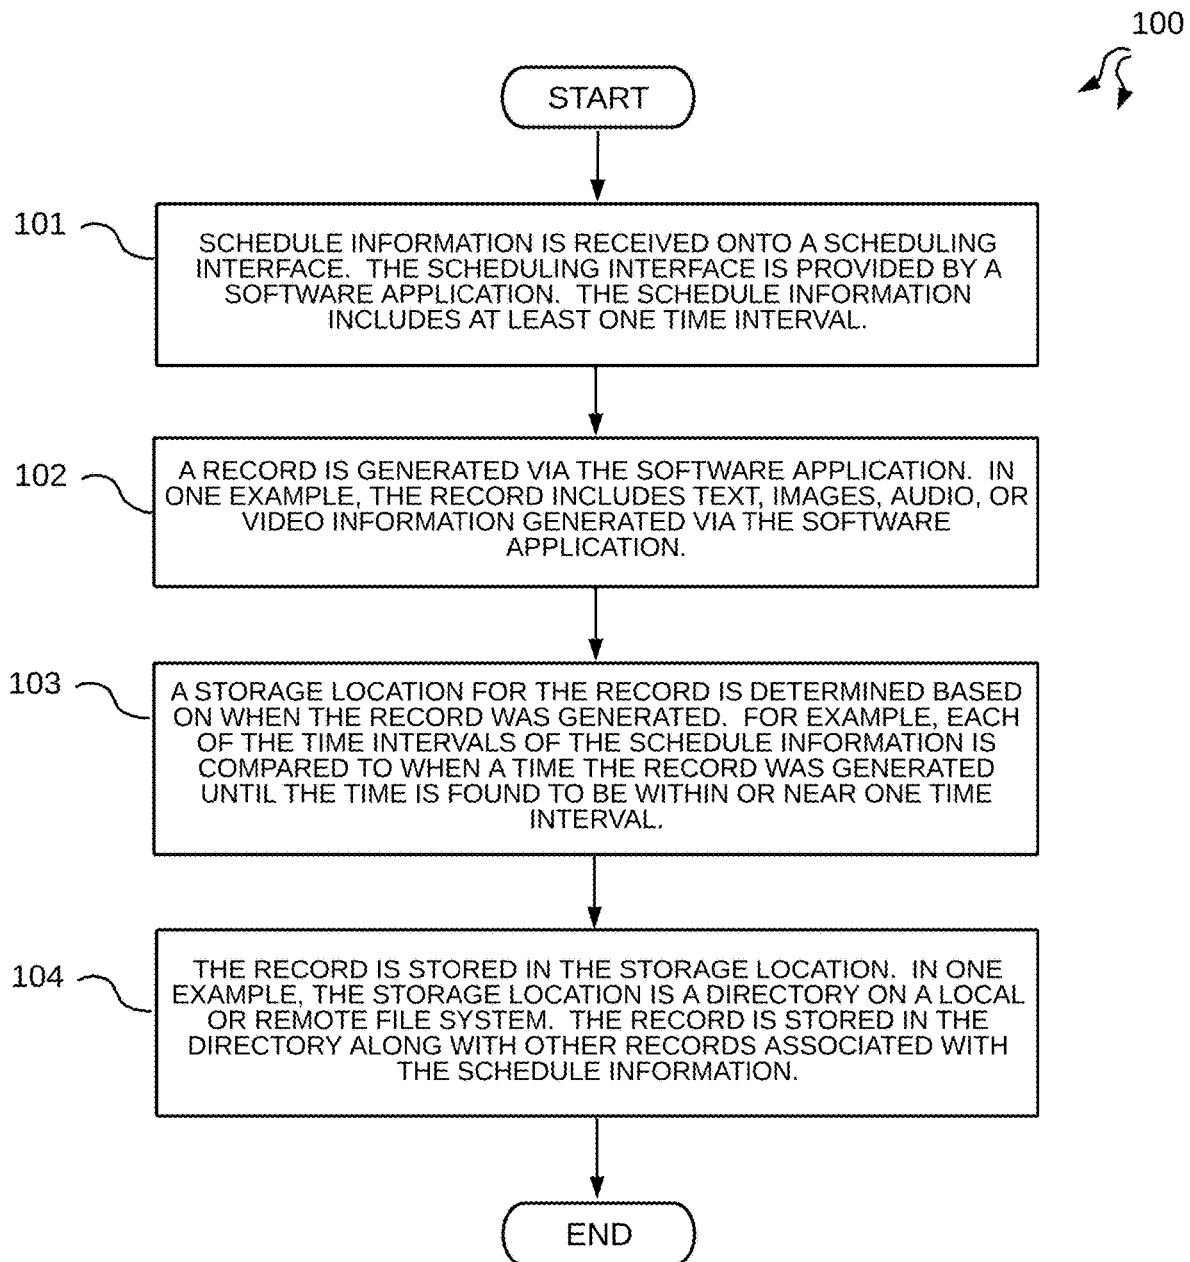 100
START
101
SCHEDULE INFORMATION IS RECEIVED ONTO A SCHEDULING
INTERFACE. THE SCHEDULING INTERFACE IS PROVIDED BY A
SOFTWARE APPLICATION. THE SCHEDULE INFORMATION
INCLUDES AT LEAST ONE TIME INTERVAL.
102
A RECORD IS GENERATED VIA THE SOFTWARE APPLICATION. IN
ONE EXAMPLE, THE RECORD INCLUDES TEXT, IMAGES, AUDIO, OR
VIDEO INFORMATION GENERATED VIA THE SOFTWARE
APPLICATION.
103
A STORAGE LOCATION FOR THE RECORD IS DETERMINED BASED
ON WHEN THE RECORD WAS GENERATED. FOR EXAMPLE, EACH
OF THE TIME INTERVALS OF THE SCHEDULE INFORMATION IS
COMPARED TO WHEN A TIME THE RECORD WAS GENERATED
UNTIL THE TIME IS FOUND TO BE WITHIN OR NEAR ONE TIME
INTERVAL.
104
THE RECORD IS STORED IN THE STORAGE LOCATION. IN ONE
EXAMPLE, THE STORAGE LOCATION IS A DIRECTORY ON A LOCAL
OR REMOTE FILE SYSTEM. THE RECORD IS STORED IN THE
DIRECTORY ALONG WITH OTHER RECORDS ASSOCIATED WITH
THE SCHEDULE INFORMATION.
END